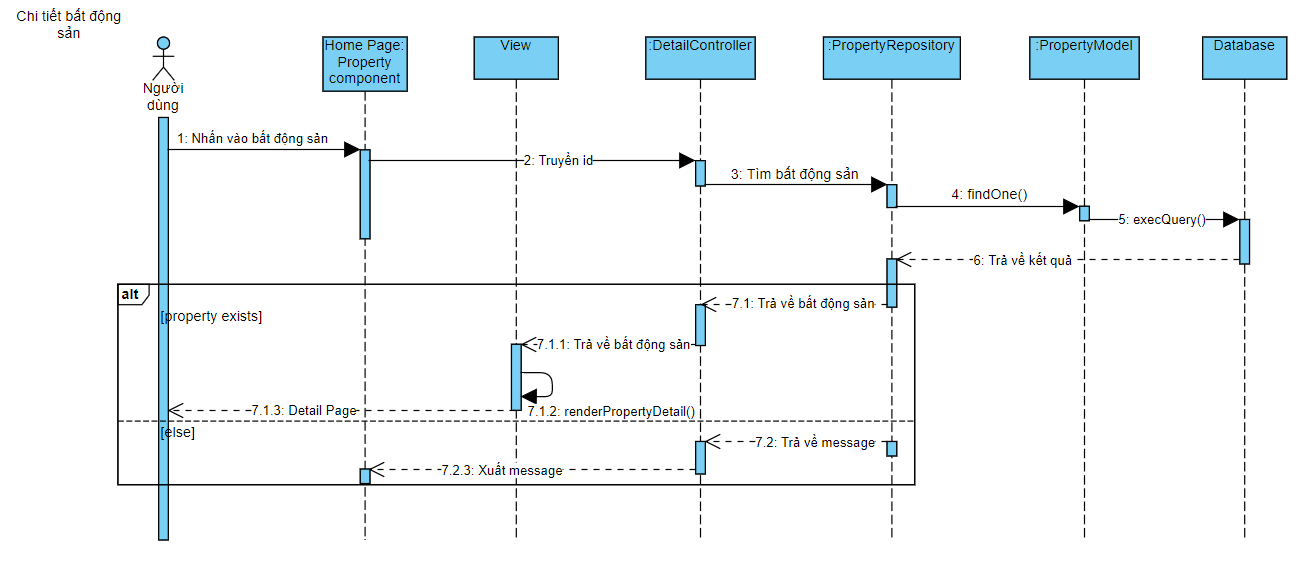 Chi tiết bất động
sản
Người
dùng
Home Page:
Property
component
View
:DetailController
:PropertyRepository
:PropertyModel
Database
1: Nhấn vào bất động sản
2: Truyền id
3: Tìm bất động sản
4: findOne()
5: execQuery()
6: Trả về kết quả
alt
[property exists]
7.1: Trả về bất động sản
7.1.1: Trả về bất động sản
7.1.2: renderPropertyDetail()
7.1.3: Detail Page
[else]
7.2: Trả về message
7.2.3: Xuất message